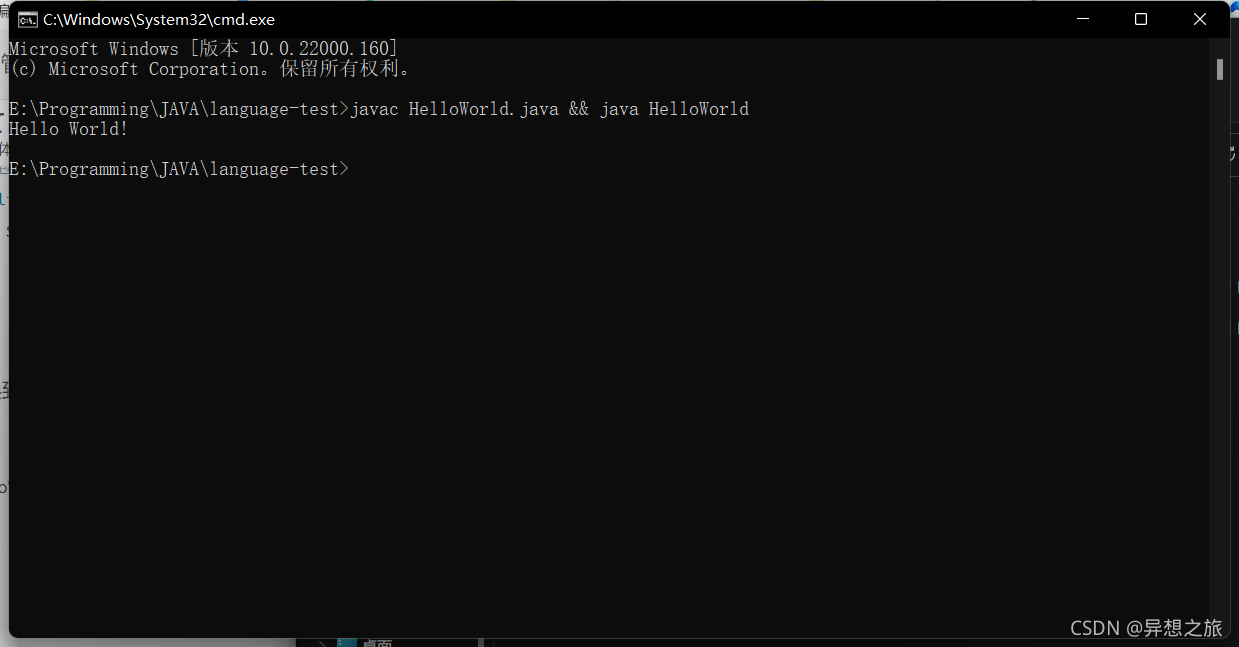 C:\Windows\System32\cmd.exe
Microsoft Windows [版本 10.0.22000.160]
(c) Microsoft Corporation。保留所有权利。
E:\Programming\JAVA\language-test>javac HelloWorld.java && java HelloWorld
Hello World!
E:\Programming\JAVA\language-test>
桌面
CSDN @异想之旅